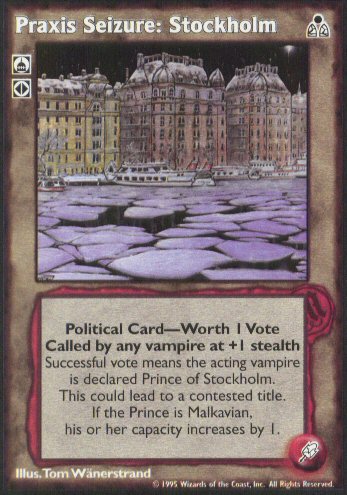 Praxis Seizure: Stockholm
Political Card—Worth 1 Vote
Called by any vampire at +1 stealth
Successful vote means the acting vampire
is declared Prince of Stockholm.
This could lead to a contested title.
If the Prince is Malkavian,
his or her capacity increases by 1.
Illus. Tom Wänerstrand
© 1995 Wizards of the Coast, Inc. All Rights Reserved.